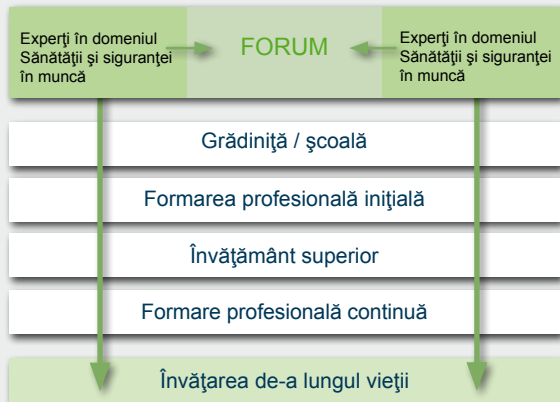 Experţi în domeniul
Sănătăţii şi siguranţei
în muncă
FORUM
Experţi în domeniul
Sănătăţii şi siguranţei
în muncă
Grădiniţă / şcoală
Formarea profesională iniţială
Învăţământ superior
Formare profesională continuă
Învăţarea de-a lungul vieţii